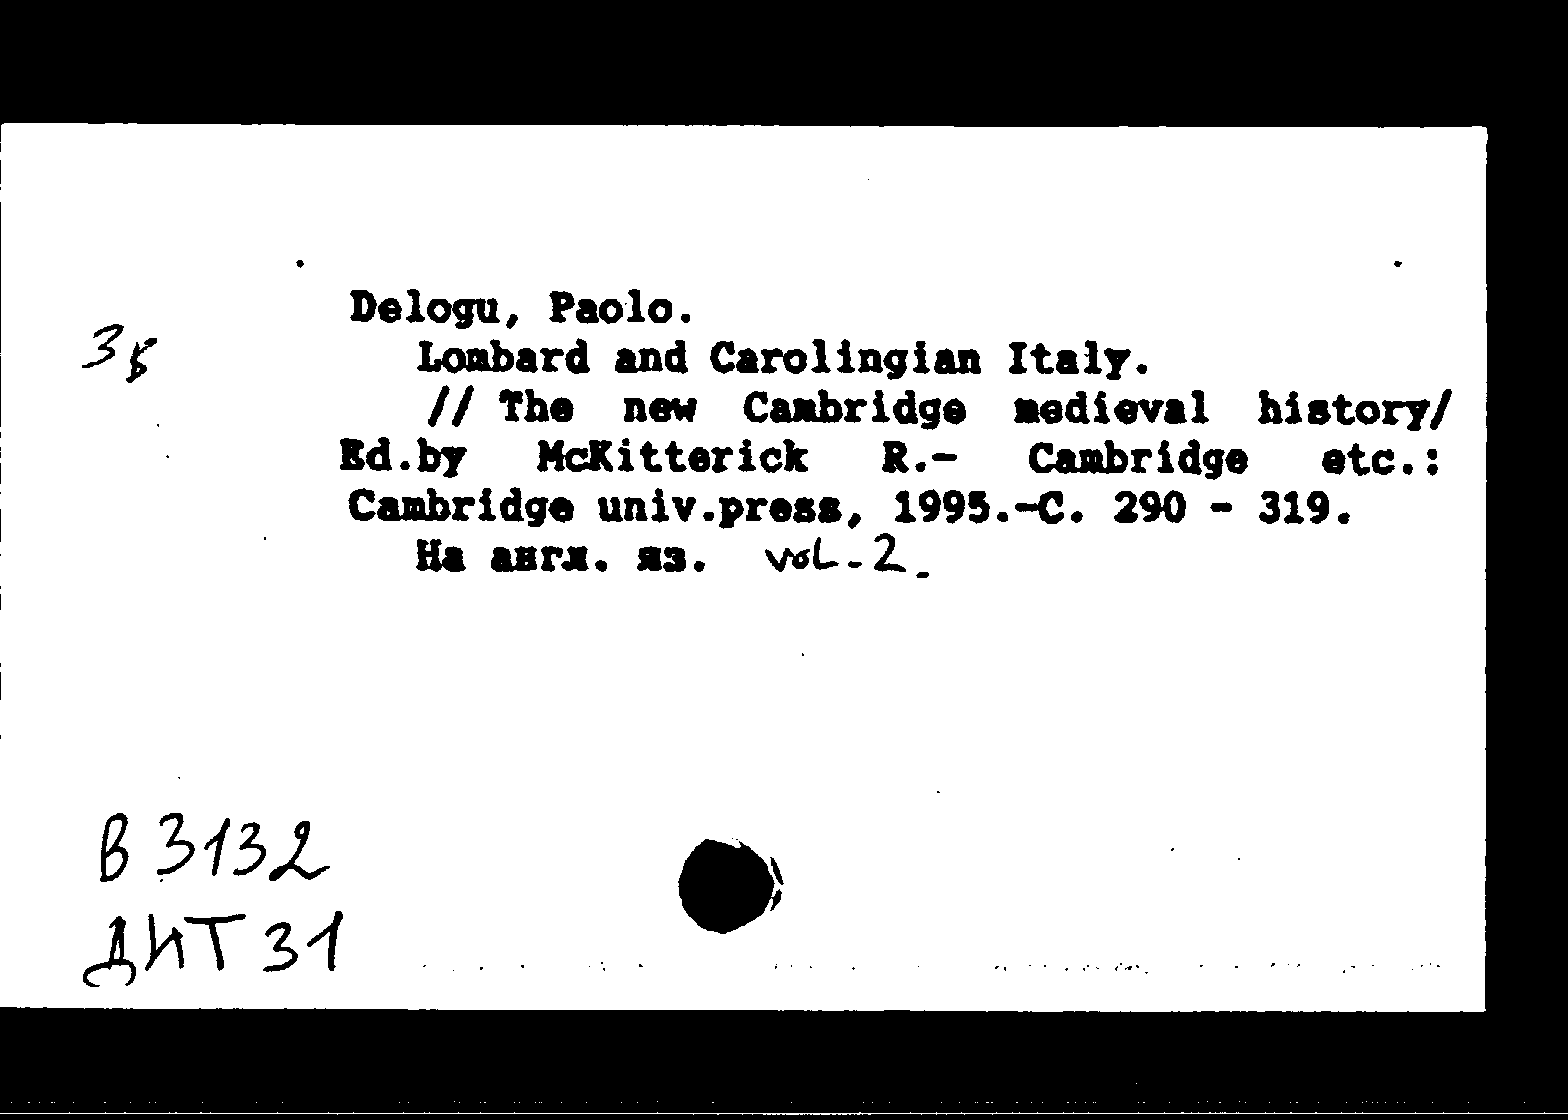 Delogu, Paolo.
Lombard and Carolingian Italy.
// The new Cambridge medieval history/
Ed.by McKitterick R.- Cambridge etc.:
Cambridge univ.press, 1995.-С. 290 - 319.
На англ. яз. vol. 2.
В 3132
ДИТ 31